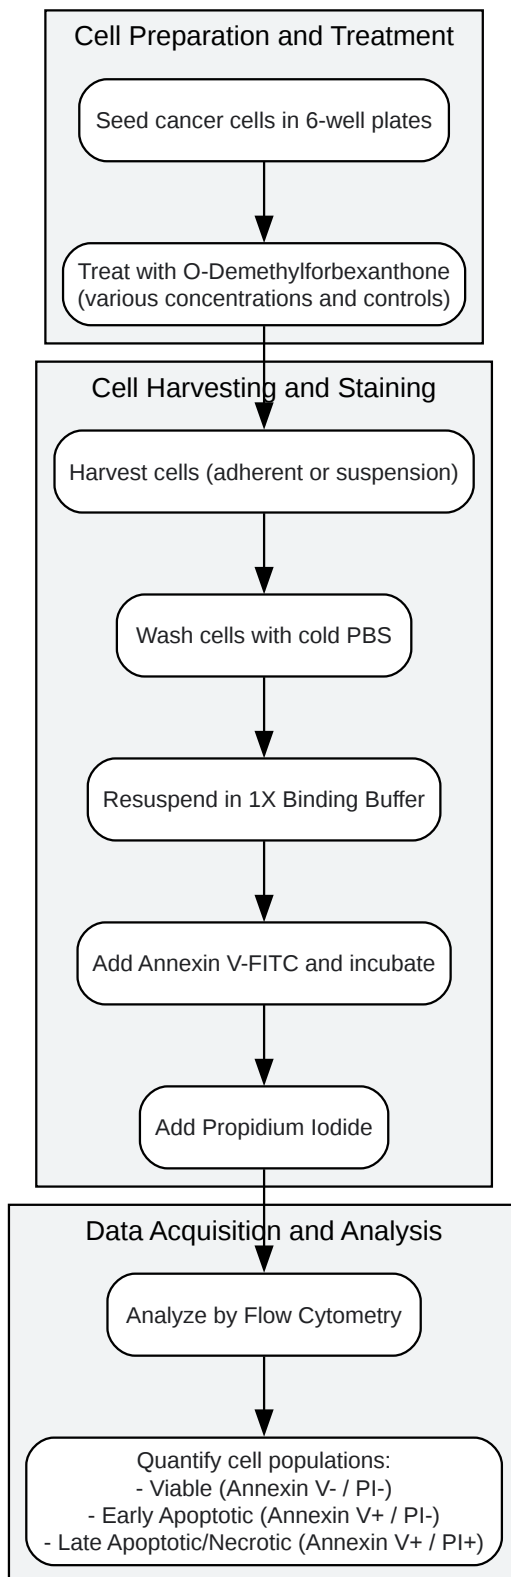 Cell Preparation and Treatment
Seed cancer cells in 6-well plates
Treat with O-Demethylforbexanthone
(various concentrations and controls)
Cell Harvesting and Staining
Harvest cells (adherent or suspension)
Wash cells with cold PBS
Resuspend in 1X Binding Buffer
Add Annexin V-FITC and incubate
Add Propidium Iodide
Data Acquisition and Analysis
Analyze by Flow Cytometry
Quantify cell populations:
- Viable (Annexin V- / PI-)
- Early Apoptotic (Annexin V+ / PI-)
- Late Apoptotic/Necrotic (Annexin V+ / PI+)